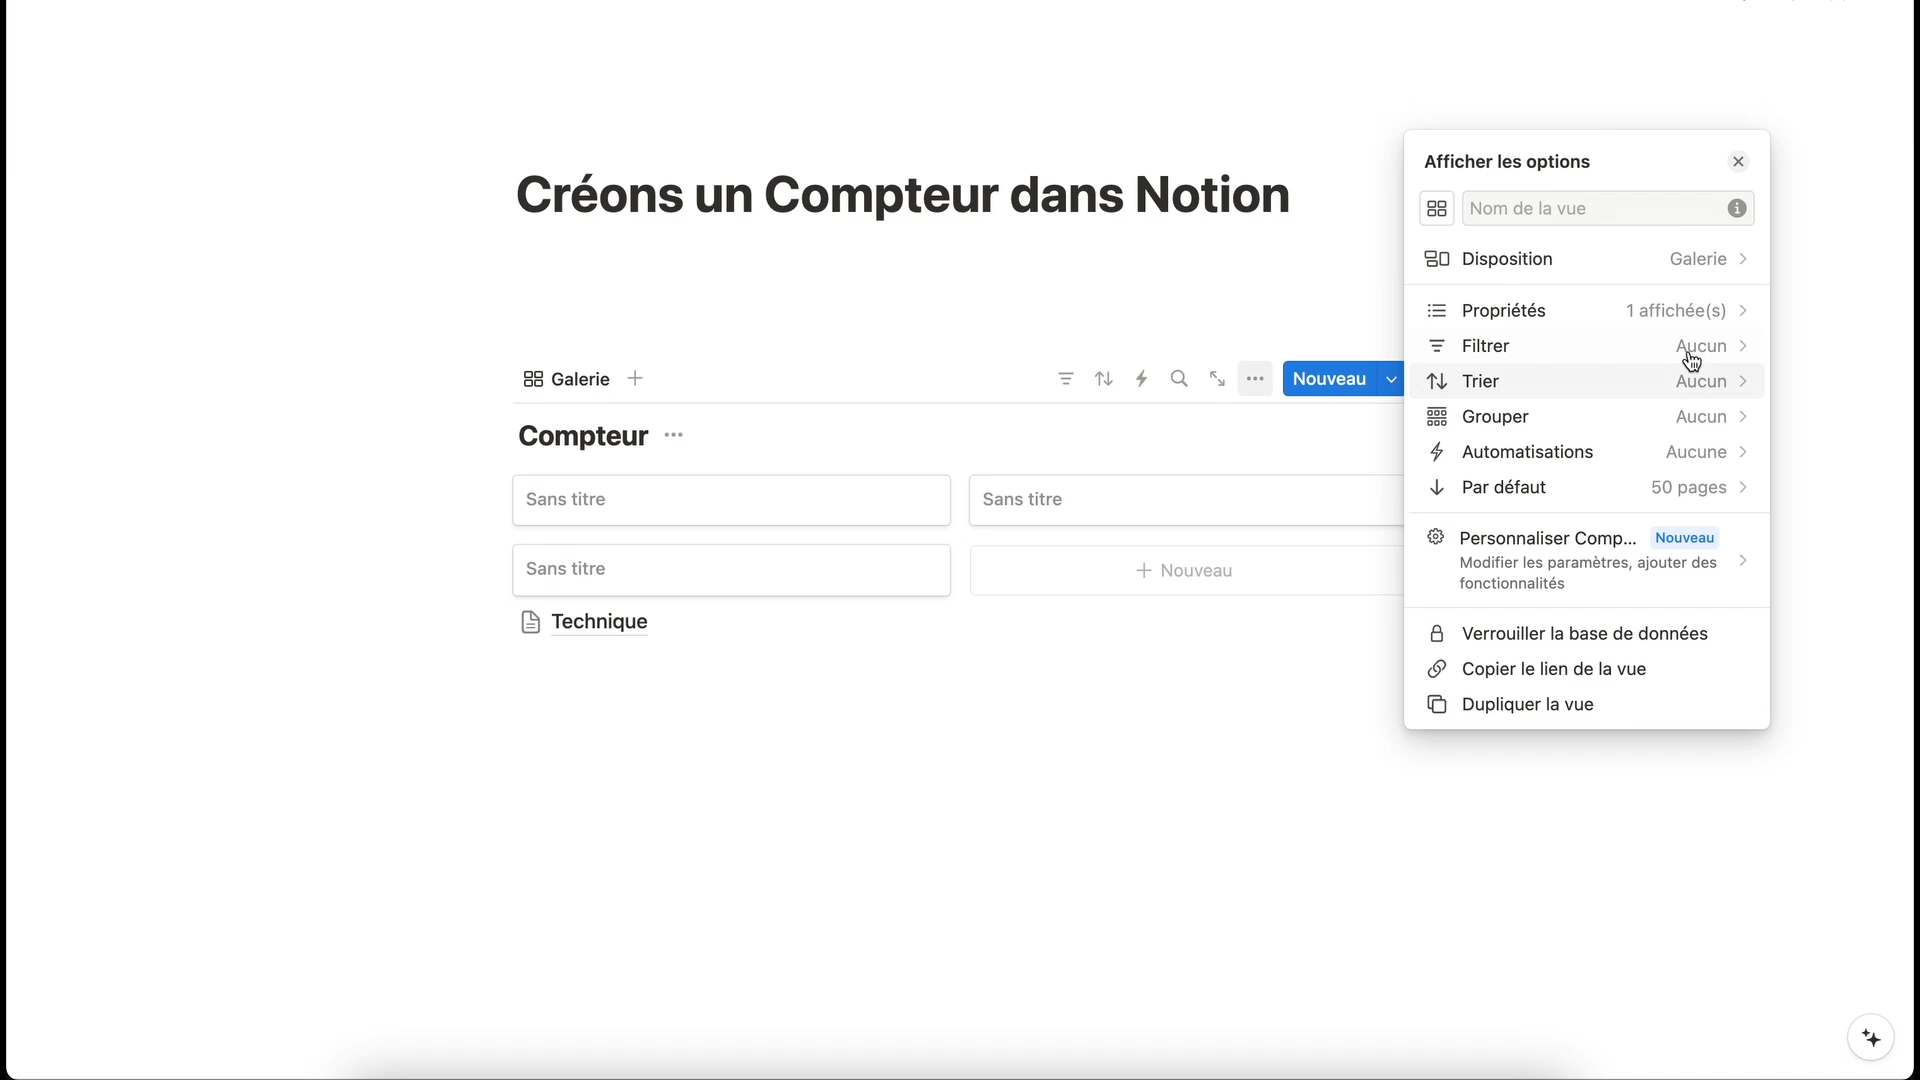 Créons un Compteur dans Notion
Galerie
Nouveau
Compteur
Sans titre
Sans titre
Sans titre
Nouveau
Technique
Afficher les options
Nom de la vue
Disposition Galerie
Propriétés 1 affichée(s)
Filtrer Aucun
Trier Aucun
Grouper Aucun
Automatisations Aucune
Par défaut 50 pages
Personnaliser Comp... Nouveau
Modifier les paramètres, ajouter des
fonctionnalités
Verrouiller la base de données
Copier le lien de la vue
Dupliquer la vue